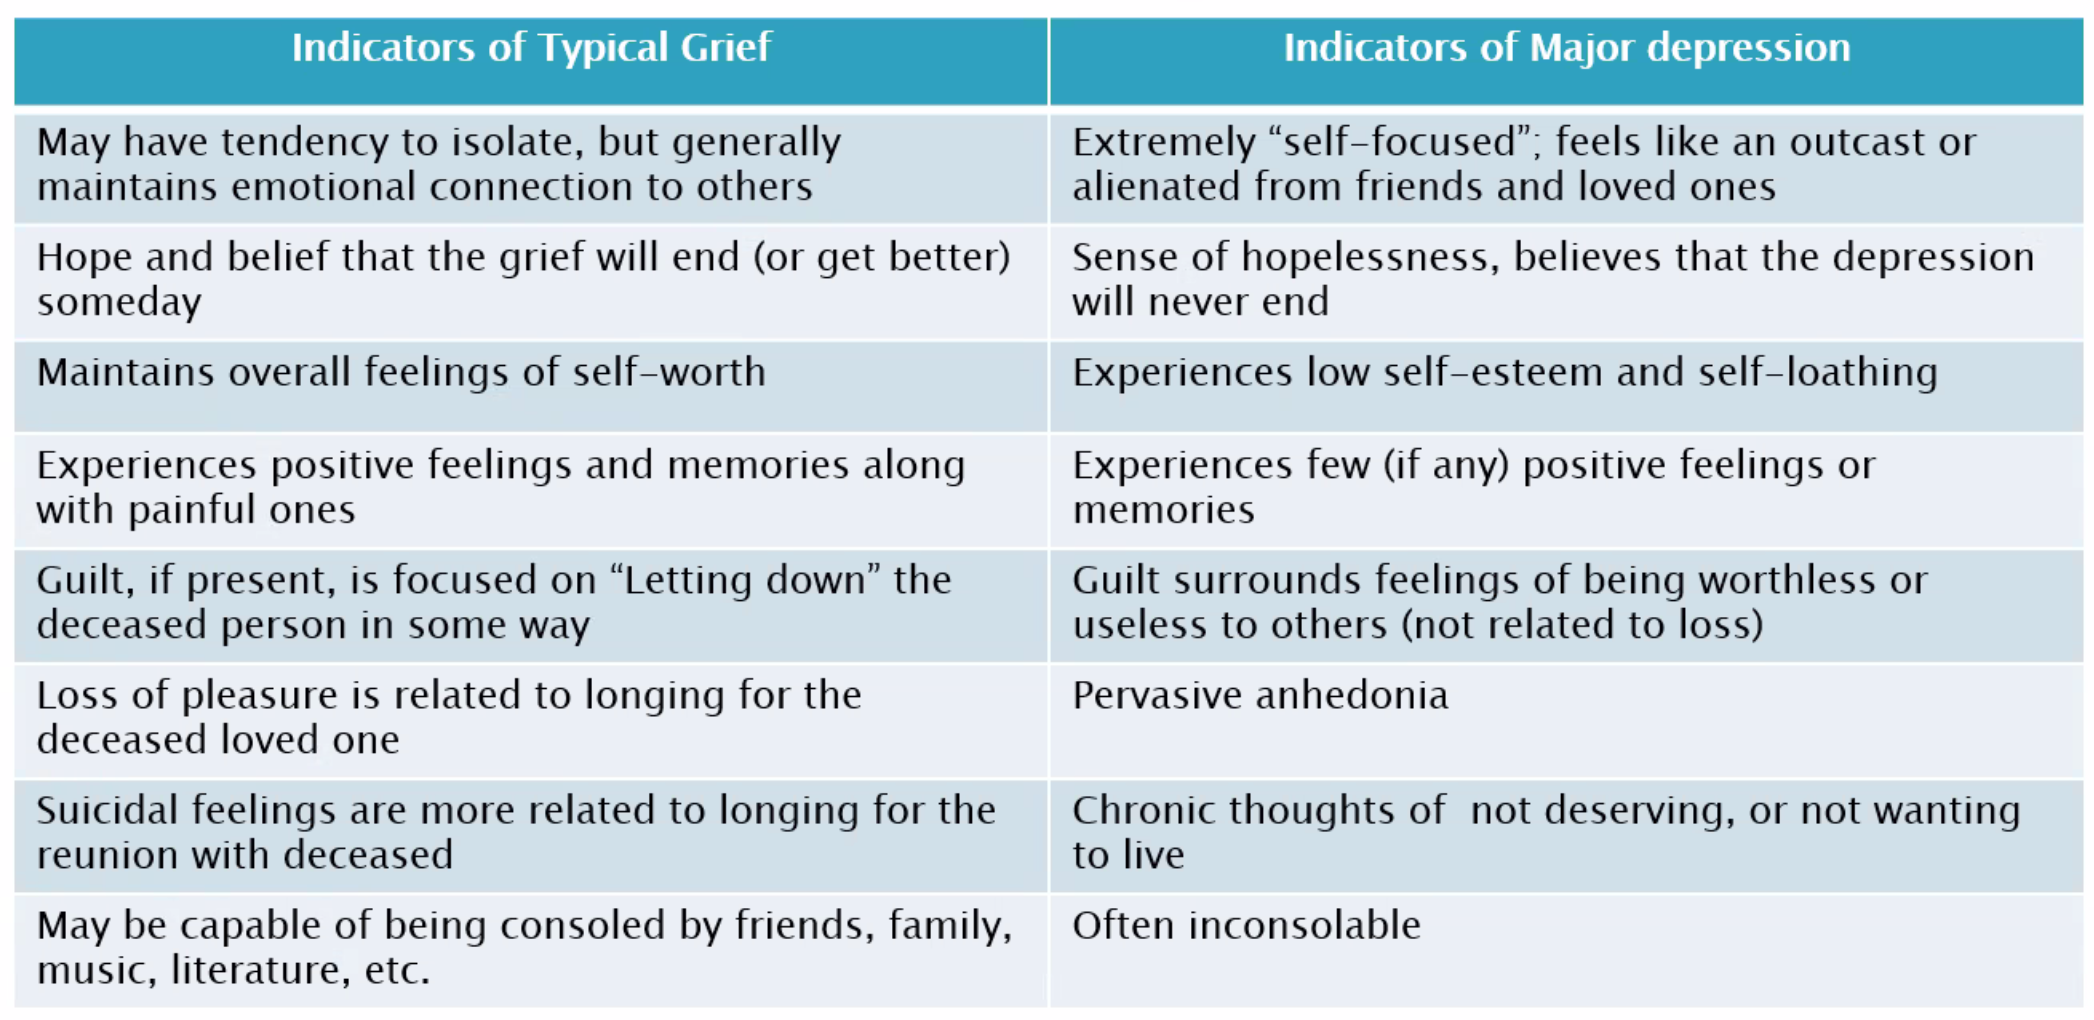 Indicators of Typical Grief
Indicators of Major depression
May have tendency to isolate, but generally
maintains emotional connection to others
Extremely “self-focused”; feels like an outcast or
alienated from friends and loved ones
Hope and belief that the grief will end (or get better)
someday
Sense of hopelessness, believes that the depression
will never end
Maintains overall feelings of self-worth
Experiences low self-esteem and self-loathing
Experiences positive feelings and memories along
with painful ones
Experiences few (if any) positive feelings or
memories
Guilt, if present, is focused on “Letting down” the
deceased person in some way
Guilt surrounds feelings of being worthless or
useless to others (not related to loss)
Loss of pleasure is related to longing for the
deceased loved one
Pervasive anhedonia
Suicidal feelings are more related to longing for the
reunion with deceased
Chronic thoughts of  not deserving, or not wanting
to live
May be capable of being consoled by friends, family,
music, literature, etc.
Often inconsolable